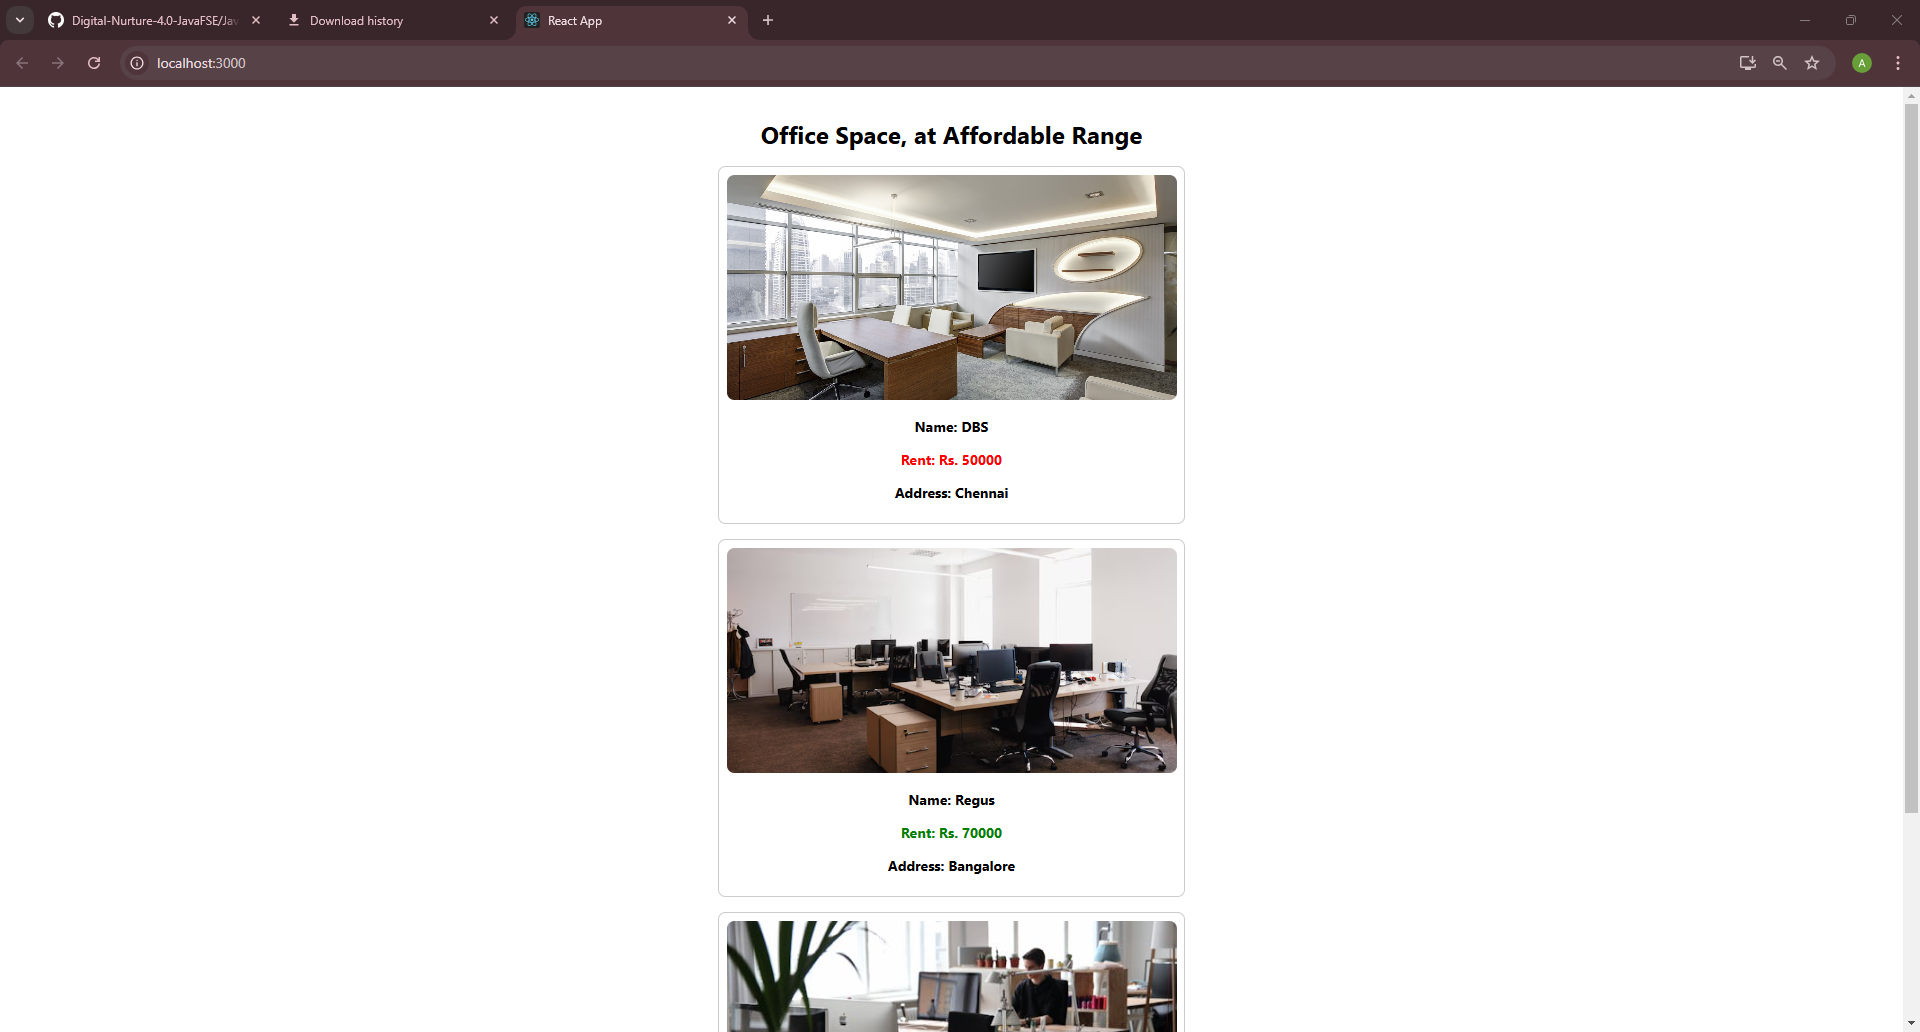 Digital-Nurture-4.0-JavaFSE/Jav
Download history
React App
localhost:3000
A
Office Space, at Affordable Range
Name: DBS
Rent: Rs. 50000
Address: Chennai
Name: Regus
Rent: Rs. 70000
Address: Bangalore